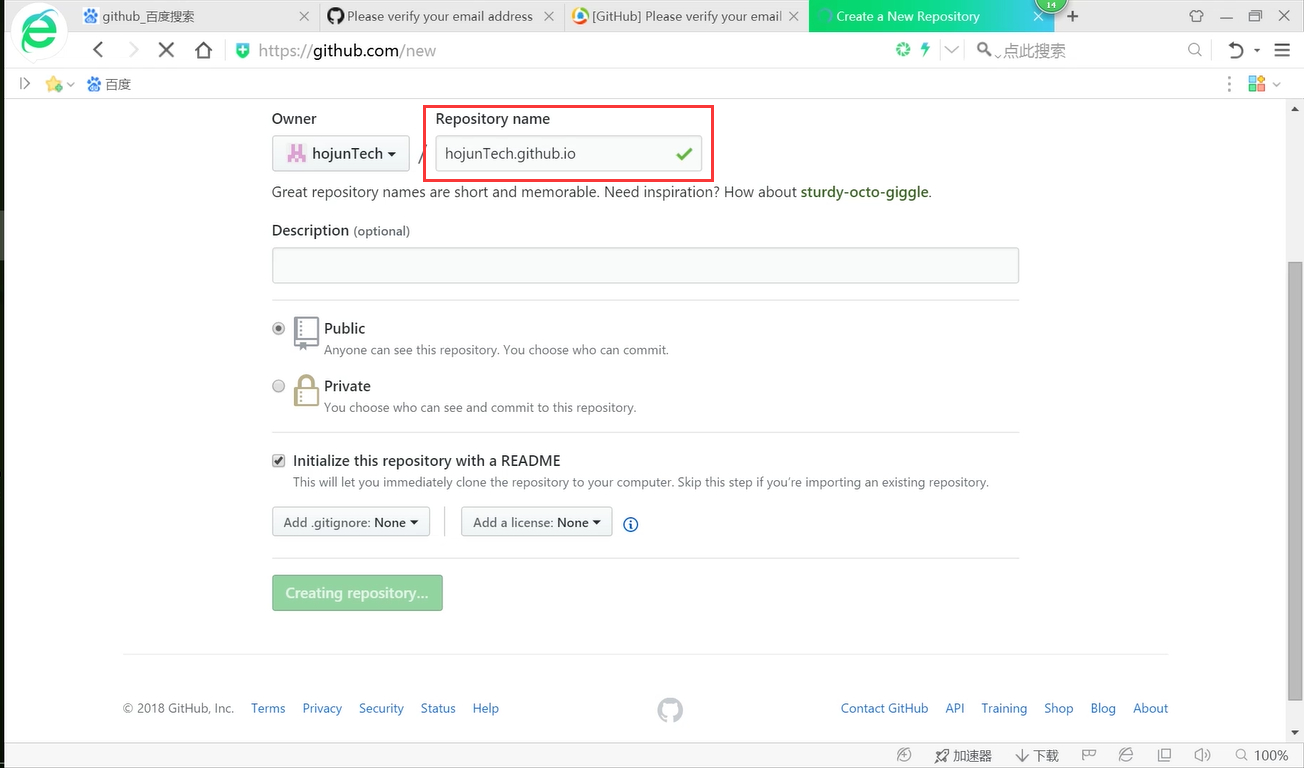 github_百度搜索
Please verify your email address
[GitHub] Please verify your email
Create a New Repository
14
https://github.com/new
点此搜索
百度
Owner
Repository name
hojunTech
/
hojunTech.github.io
Great repository names are short and memorable. Need inspiration? How about sturdy-octo-giggle.
Description (optional)
Public
Anyone can see this repository. You choose who can commit.
Private
You choose who can see and commit to this repository.
Initialize this repository with a README
This will let you immediately clone the repository to your computer. Skip this step if you're importing an existing repository.
Add .gitignore: None
Add a license: None
Creating repository...
© 2018 GitHub, Inc. Terms Privacy Security Status Help
Contact GitHub API Training Shop Blog About
加速器 下载 100%